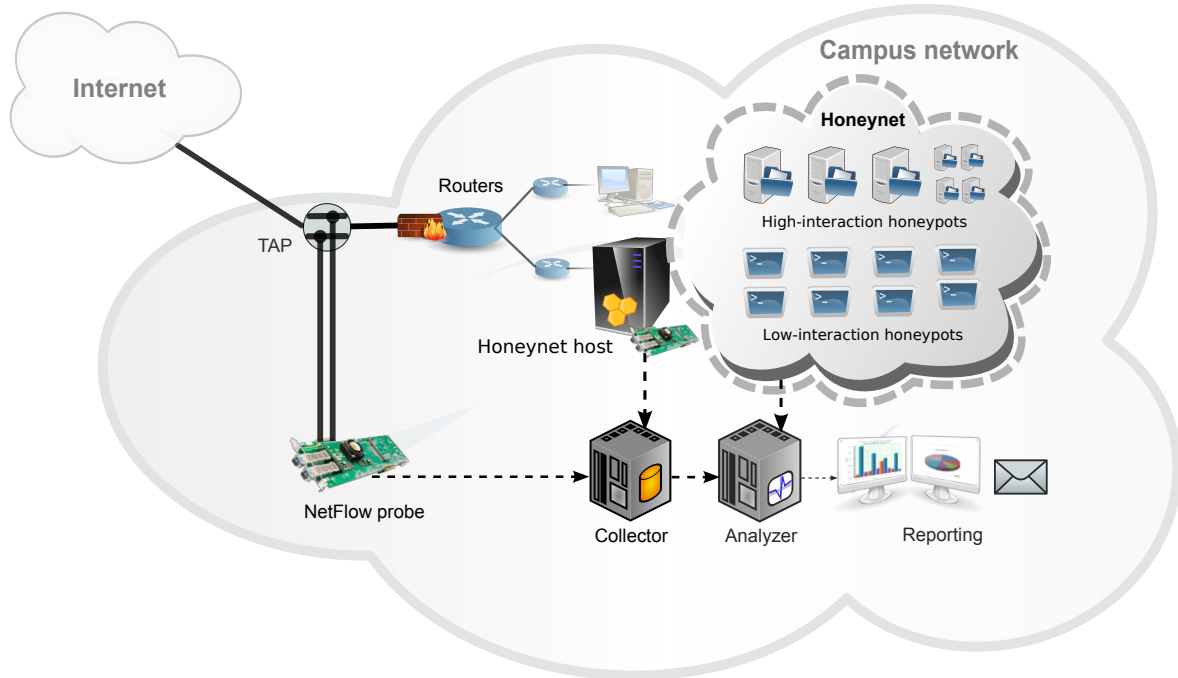 Campus network
Internet
Honeynet
Routers
High-interaction honeypots
TAP
Low-interaction honeypots
Honeynet host
NetFlow probe
Collector
Analyzer
Reporting